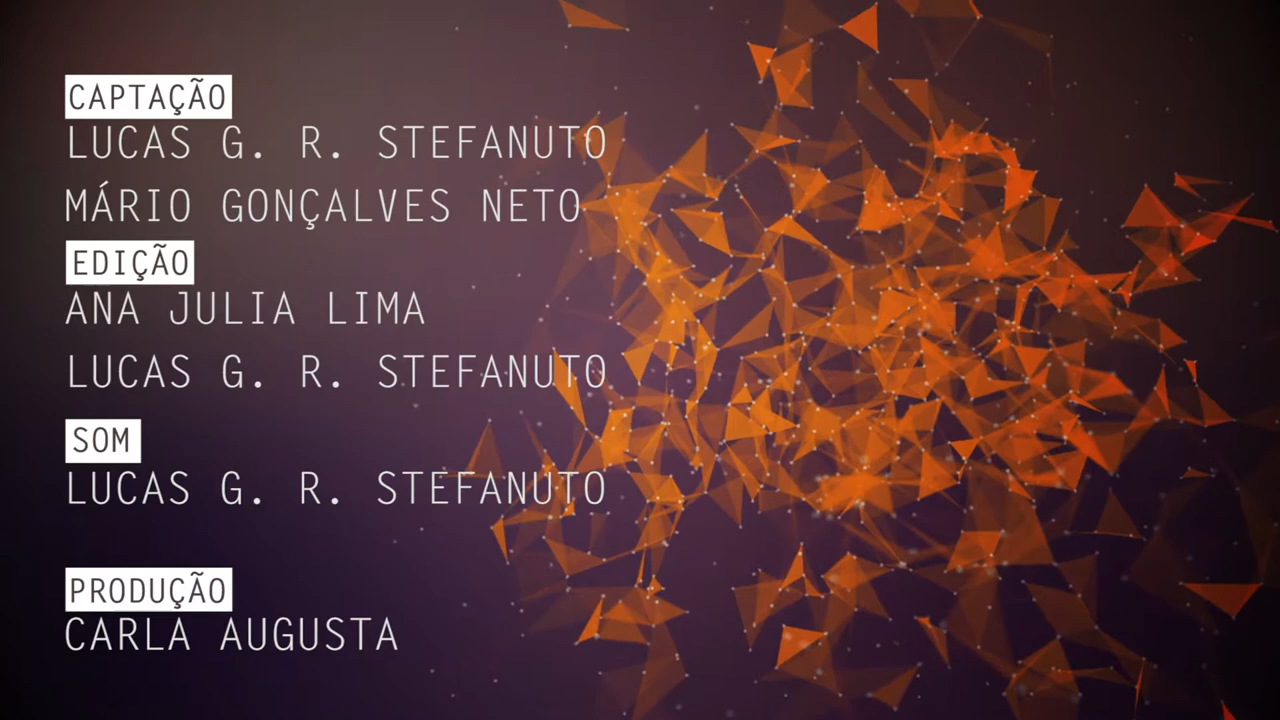 CAPTAÇÃO
LUCAS G. R. STEFANUTO
MÁRIO GONÇALVES NETO
EDIÇÃO
ANA JULIA LIMA
LUCAS G. R. STEFANUTO
SOM
LUCAS G. R. STEFANUTO
PRODUÇÃO
CARLA AUGUSTA